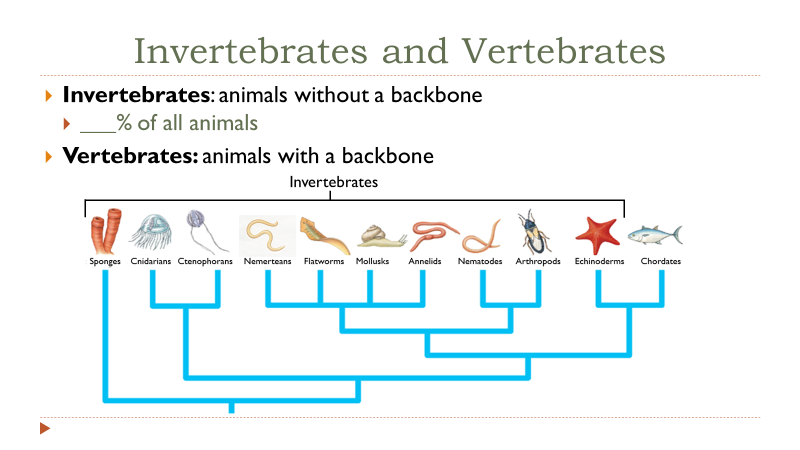 Invertebrates and Vertebrates
Invertebrates: animals without a backbone
___% of all animals
Vertebrates: animals with a backbone
Invertebrates
Sponges Cnidarians Ctenophorans Nemerteans Flatworms Mollusks Annelids Nematodes Arthropods Echinoderms Chordates